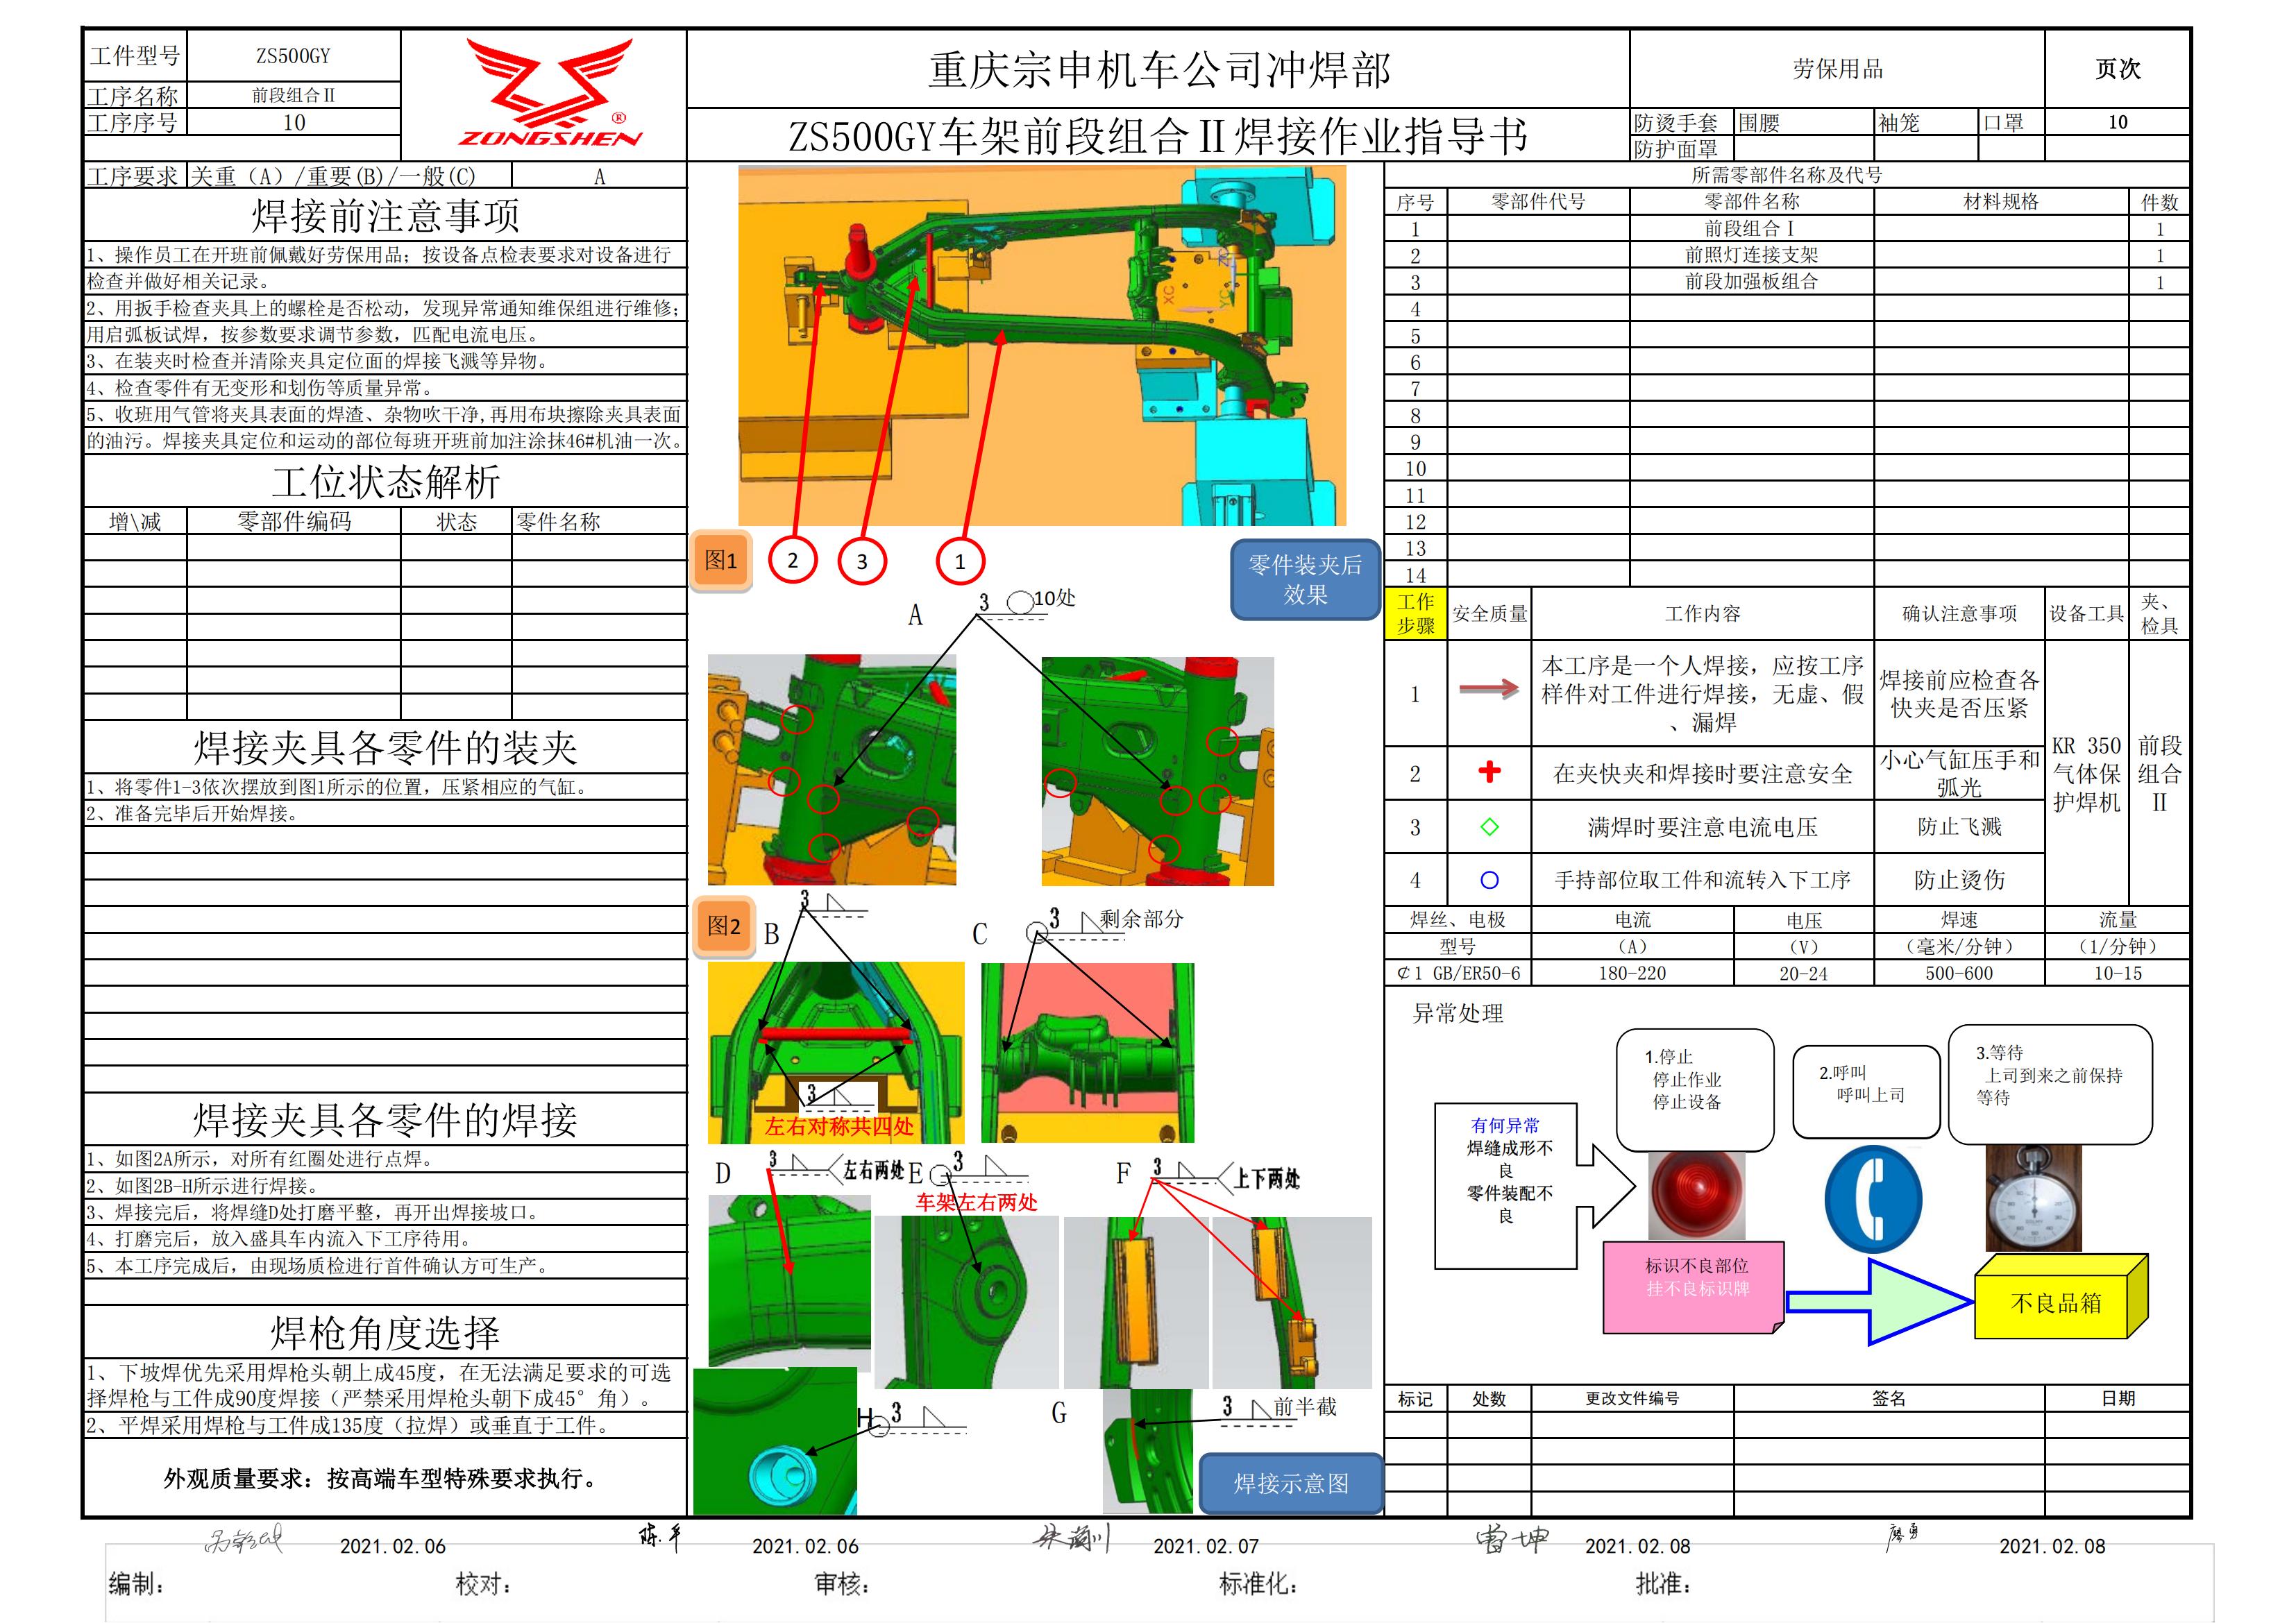 工件型号 ZS500GY
工序名称 前段组合Ⅱ
工序序号 10
ZONGSHEN ®
重庆宗申机车公司冲焊部
ZS500GY车架前段组合Ⅱ焊接作业指导书
劳保用品 页次
防烫手套 围腰 袖笼 口罩 10
防护面罩
工序要求 关重（A）/重要(B)/一般(C) A
焊接前注意事项
1、操作员工在开班前佩戴好劳保用品；按设备点检表要求对设备进行
检查并做好相关记录。
2、用扳手检查夹具上的螺栓是否松动，发现异常通知维保组进行维修；
用启弧板试焊，按参数要求调节参数，匹配电流电压。
3、在装夹时检查并清除夹具定位面的焊接飞溅等异物。
4、检查零件有无变形和划伤等质量异常。
5、收班用气管将夹具表面的焊渣、杂物吹干净,再用布块擦除夹具表面
的油污。焊接夹具定位和运动的部位每班开班前加注涂抹46#机油一次。
工位状态解析
增\减 零部件编码 状态 零件名称
焊接夹具各零件的装夹
1、将零件1-3依次摆放到图1所示的位置，压紧相应的气缸。
2、准备完毕后开始焊接。
焊接夹具各零件的焊接
1、如图2A所示，对所有红圈处进行点焊。
2、如图2B-H所示进行焊接。
3、焊接完后，将焊缝D处打磨平整，再开出焊接坡口。
4、打磨完后，放入盛具车内流入下工序待用。
5、本工序完成后，由现场质检进行首件确认方可生产。
焊枪角度选择
1、下坡焊优先采用焊枪头朝上成45度，在无法满足要求的可选
择焊枪与工件成90度焊接（严禁采用焊枪头朝下成45°角）。
2、平焊采用焊枪与工件成135度（拉焊）或垂直于工件。
外观质量要求：按高端车型特殊要求执行。
XC YC ZC
图1 2 3 1
零件装夹后
效果
A 3 10处
图2 B 3
C 3 剩余部分
3
左右对称共四处
D 3 左右两处
E 3
车架左右两处
F 3 上下两处
H 3
G 3 前半截
焊接示意图
所需零部件名称及代号
序号 零部件代号 零部件名称 材料规格 件数
1 前段组合Ⅰ 1
2 前照灯连接支架 1
3 前段加强板组合 1
4
5
6
7
8
9
10
11
12
13
14
工作
步骤 安全质量 工作内容 确认注意事项 设备工具 夹、
检具
1 本工序是一个人焊接，应按工序
样件对工件进行焊接，无虚、假
、漏焊
焊接前应检查各
快夹是否压紧
2 在夹快夹和焊接时要注意安全 小心气缸压手和
弧光
3 满焊时要注意电流电压 防止飞溅
4 手持部位取工件和流转入下工序 防止烫伤
KR 350
气体保
护焊机
前段
组合
Ⅱ
焊丝、电极 电流 电压 焊速 流量
型号 （A） （V） （毫米/分钟） （1/分钟）
¢1 GB/ER50-6 180-220 20-24 500-600 10-15
异常处理
有何异常
焊缝成形不
良
零件装配不
良
1.停止
停止作业
停止设备
2.呼叫
呼叫上司
3.等待
上司到来之前保持
等待
标识不良部位
挂不良标识牌
不良品箱
标记 处数 更改文件编号 签名 日期
2021.02.06 陈平 2021.02.06 2021.02.07 雷坤 2021.02.08 廖勇 2021.02.08
编制： 校对： 审核： 标准化： 批准：